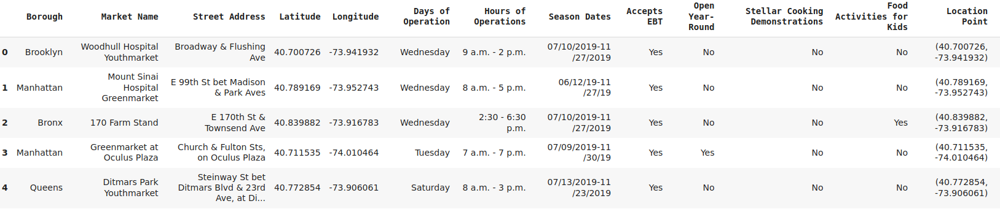 Borough Market Name Street Address Latitude Longitude Days of Operation Hours of Operations Season Dates Accepts EBT Open Year-Round Stellar Cooking Demonstrations Food Activities for Kids Location Point
0 Brooklyn Woodhull Hospital Youthmarket Broadway & Flushing Ave 40.700726 -73.941932 Wednesday 9 a.m. - 2 p.m. 07/10/2019-11/27/2019 Yes No No No (40.700726, -73.941932)
1 Manhattan Mount Sinai Hospital Greenmarket E 99th St bet Madison & Park Aves 40.789169 -73.952743 Wednesday 8 a.m. - 5 p.m. 06/12/19-11/27/19 Yes No No No (40.789169, -73.952743)
2 Bronx 170 Farm Stand E 170th St & Townsend Ave 40.839882 -73.916783 Wednesday 2:30 - 6:30 p.m. 07/10/2019-11/27/2019 Yes No No Yes (40.839882, -73.916783)
3 Manhattan Greenmarket at Oculus Plaza Church & Fulton Sts, on Oculus Plaza 40.711535 -74.010464 Tuesday 7 a.m. - 7 p.m. 07/09/2019-11/30/19 Yes Yes No No (40.711535, -74.010464)
4 Queens Ditmars Park Youthmarket Steinway St bet Ditmars Blvd & 23rd Ave, at Di... 40.772854 -73.906061 Saturday 8 a.m. - 3 p.m. 07/13/2019-11/23/2019 Yes No No No (40.772854, -73.906061)